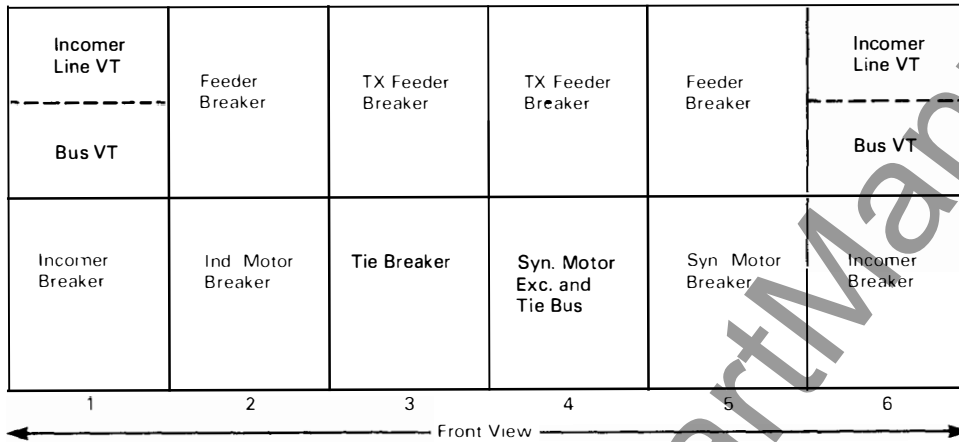 Incomer
Line VT
Bus VT
Feeder
Breaker
TX Feeder
Breaker
TX Feeder
Breaker
Feeder
Breaker
Incomer
Line VT
Bus VT
Incomer
Breaker
Ind Motor
Breaker
Tie Breaker
Syn. Motor
Exc. and
Tie Bus
Syn Motor
Breaker
Incomer
Breaker
1 2 3 4 5 6
Front View